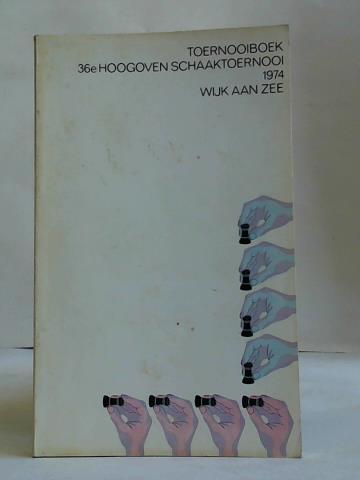 TOERNOOIBOEK
36e HOOGOVEN SCHAAKTOERNOOI
1974
WIJK AAN ZEE